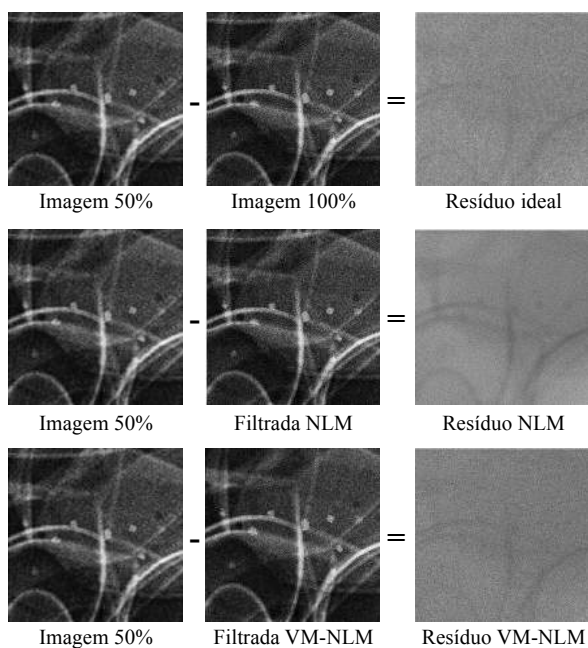 - =
Imagem 50% Imagem 100% Resíduo ideal
- =
Imagem 50% Filtrada NLM Resíduo NLM
- =
Imagem 50% Filtrada VM-NLM Resíduo VM-NLM